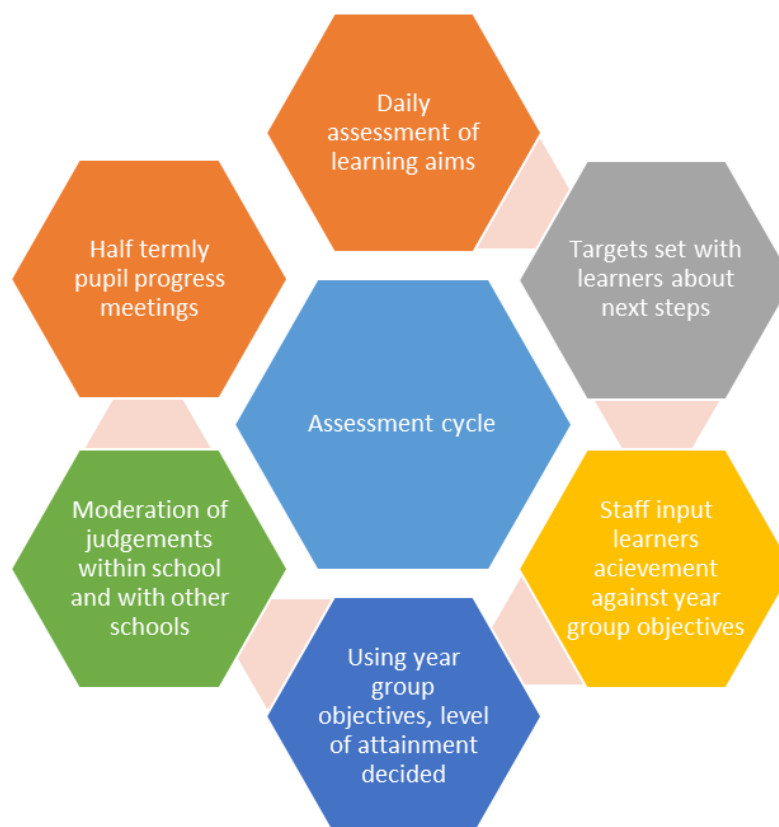 Daily
assessment of
learning aims
Targets set with
learners about
next steps
Staff input
learners
acievement
against year
group objectives
Using year
group
objectives, level
of attainment
decided
Moderation of
judgements
within school
and with other
schools
Half termly
pupil progress
meetings
Assessment cycle